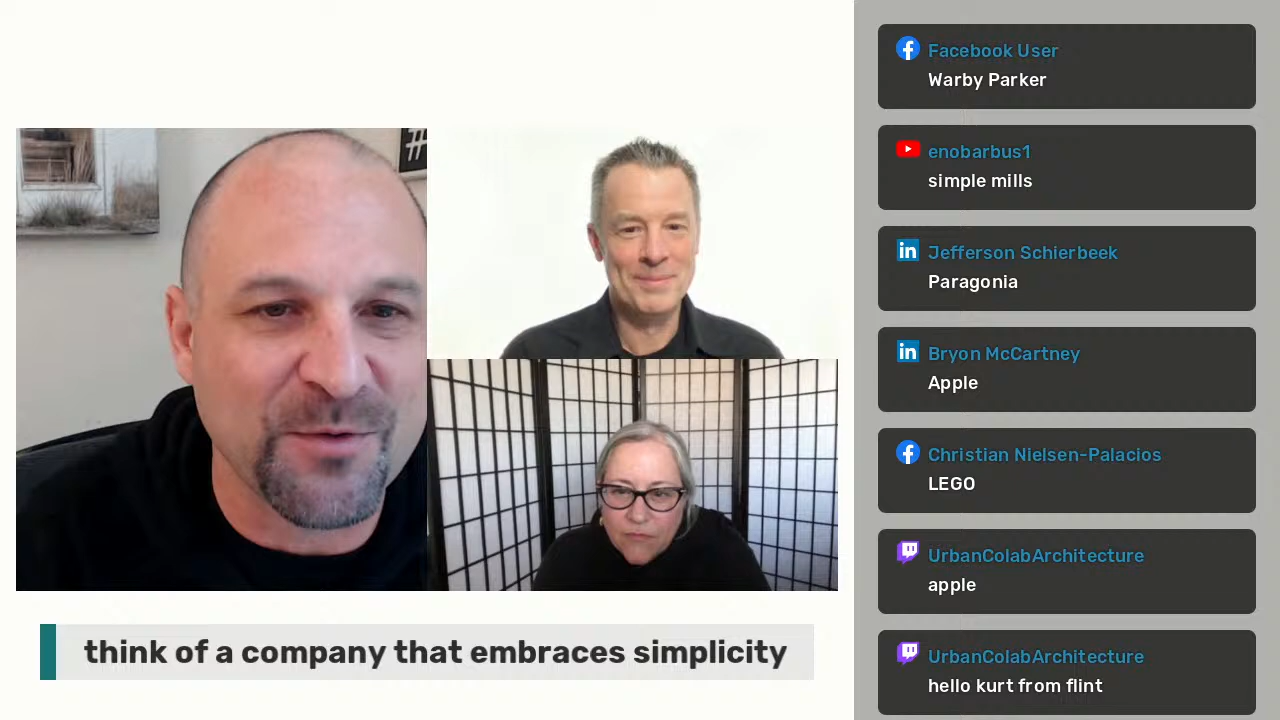 #
think of a company that embraces simplicity
Facebook User
Warby Parker
enobarbus1
simple mills
Jefferson Schierbeek
Paragonia
Bryon McCartney
Apple
Christian Nielsen-Palacios
LEGO
UrbanColabArchitecture
apple
UrbanColabArchitecture
hello kurt from flint